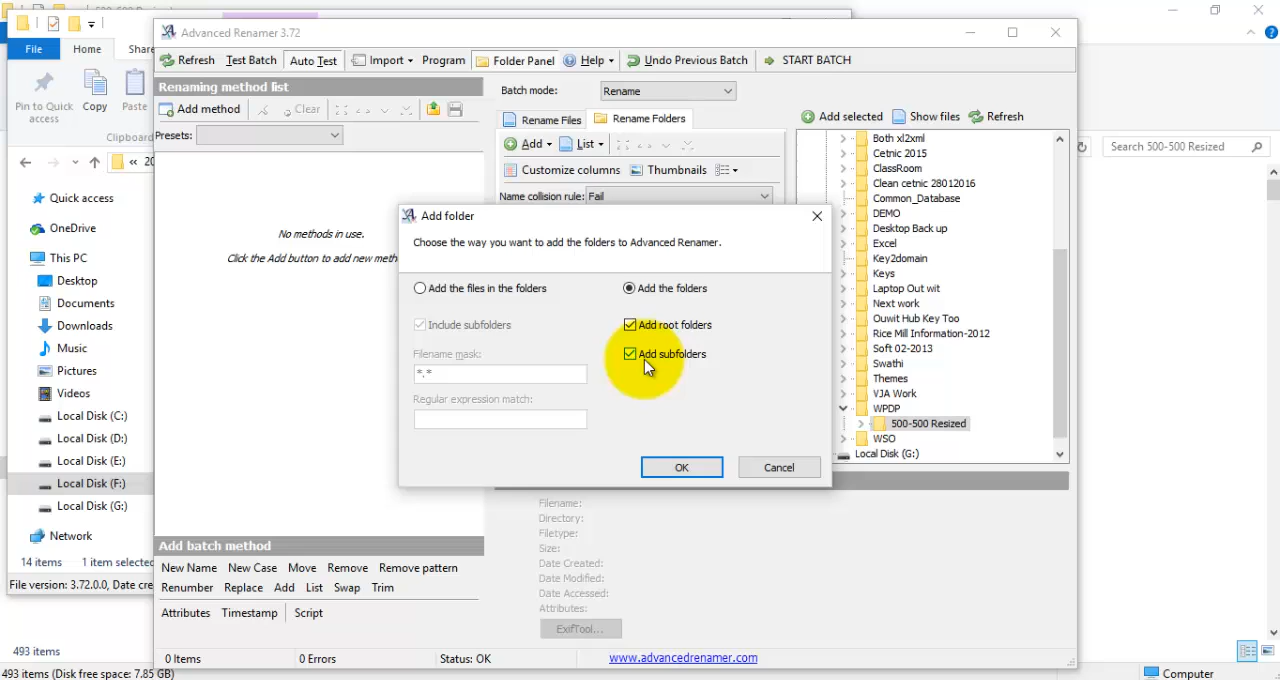 Advanced Renamer 3.72
File
Home
Share
Pin to Quick access
Copy
Paste
Clipboard
« 20
Search 500-500 Resized
Quick access
OneDrive
This PC
Desktop
Documents
Downloads
Music
Pictures
Videos
Local Disk (C:)
Local Disk (D:)
Local Disk (E:)
Local Disk (F:)
Local Disk (G:)
Network
14 items 1 item selected
File version: 3.72.0.0, Date cre
493 items
493 items (Disk free space: 7.85 GB)
Computer
Refresh Test Batch Auto Test Import Program Folder Panel Help Undo Previous Batch START BATCH
Renaming method list
Add method Clear
Presets:
No methods in use.
Click the Add button to add new meth
Add batch method
New Name New Case Move Remove Remove pattern
Renumber Replace Add List Swap Trim
Attributes Timestamp Script
0 Items 0 Errors Status: OK www.advancedrenamer.com
Batch mode: Rename
Rename Files Rename Folders
Add List
Customize columns Thumbnails
Name collision rule: Fail
Add folder
Choose the way you want to add the folders to Advanced Renamer.
Add the files in the folders
Add the folders
Include subfolders
Add root folders
Filename mask:
Add subfolders
*.*
Regular expression match:
OK
Cancel
Filename:
Directory:
Filetype:
Size:
Date Created:
Date Modified:
Date Accessed:
Attributes:
ExifTool...
Add selected Show files Refresh
Both xl2xml
Cetnic 2015
ClassRoom
Clean cetnic 28012016
Common_Database
DEMO
Desktop Back up
Excel
Key2domain
Keys
Laptop Out wit
Next work
Ouwit Hub Key Too
Rice Mill Information-2012
Soft 02-2013
Swathi
Themes
VJA Work
WPDP
500-500 Resized
WSO
Local Disk (G:)